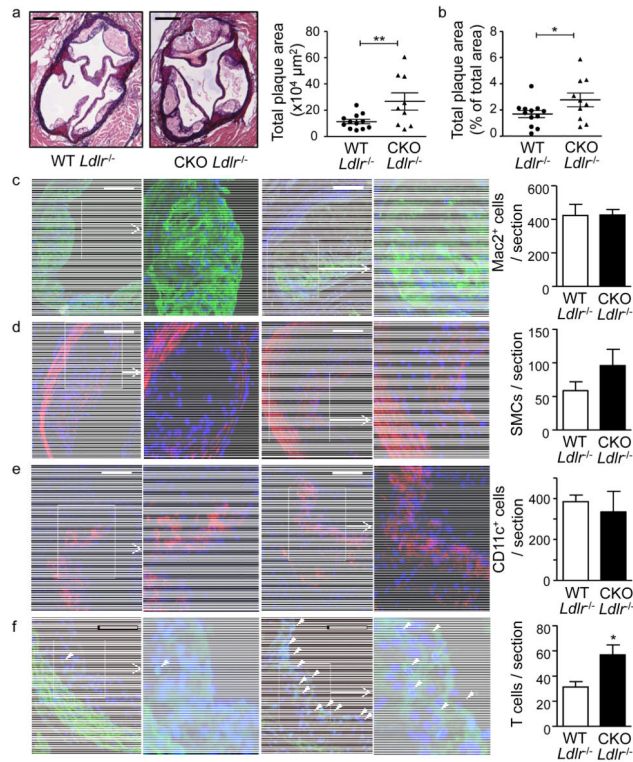 a
b
WT Ldlr-/-
CKO Ldlr-/-
Total plaque area
(x10⁴ µm²)
80
60
40
20
0
**
WT
Ldlr-/-
CKO
Ldlr-/-
Total plaque area
(% of total area)
8
6
4
2
0
*
WT
Ldlr-/-
CKO
Ldlr-/-
c
Mac2⁺ cells
/ section
600
400
200
0
WT
Ldlr-/-
CKO
Ldlr-/-
d
SMCs / section
150
100
50
0
WT
Ldlr-/-
CKO
Ldlr-/-
e
CD11c⁺ cells
/ section
400
200
0
WT
Ldlr-/-
CKO
Ldlr-/-
f
T cells / section
80
60
40
20
0
*
WT
Ldlr-/-
CKO
Ldlr-/-